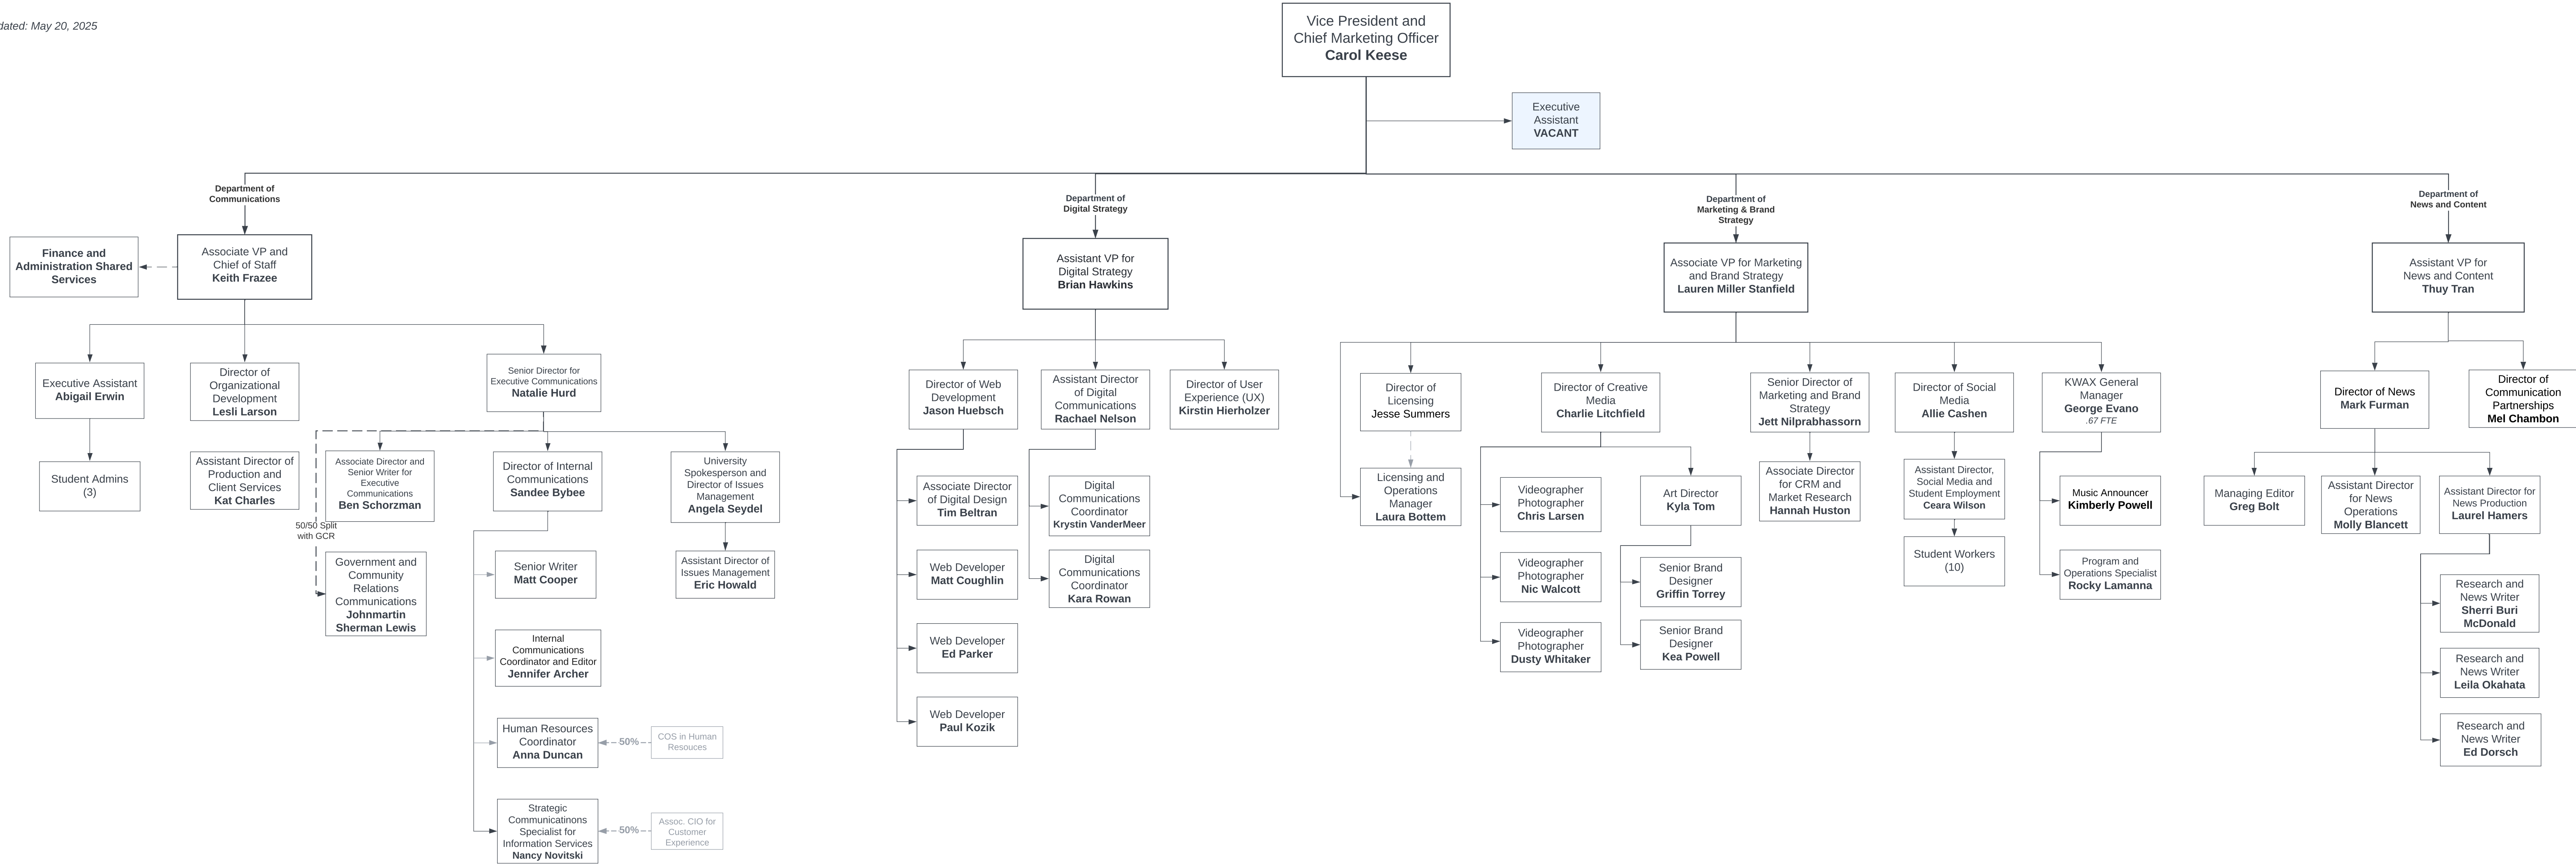 dated: May 20, 2025
Vice President and
Chief Marketing Officer
Carol Keese
Executive
Assistant
VACANT
Department of
Communications
Department of
Digital Strategy
Department of
Marketing & Brand
Strategy
Department of
News and Content
Finance and
Administration Shared
Services
Associate VP and
Chief of Staff
Keith Frazee
Assistant VP for
Digital Strategy
Brian Hawkins
Associate VP for Marketing
and Brand Strategy
Lauren Miller Stanfield
Assistant VP for
News and Content
Thuy Tran
Executive Assistant
Abigail Erwin
Student Admins
(3)
Director of
Organizational
Development
Lesli Larson
Assistant Director of
Production and
Client Services
Kat Charles
Senior Director for
Executive Communications
Natalie Hurd
Associate Director and
Senior Writer for
Executive
Communications
Ben Schorzman
50/50 Split
with GCR
Government and
Community
Relations
Communications
Johnmartin
Sherman Lewis
Director of Internal
Communications
Sandee Bybee
Senior Writer
Matt Cooper
Internal
Communications
Coordinator and Editor
Jennifer Archer
Human Resources
Coordinator
Anna Duncan
50%
COS in Human
Resouces
Strategic
Communicatinons
Specialist for
Information Services
Nancy Novitski
50%
Assoc. CIO for
Customer
Experience
University
Spokesperson and
Director of Issues
Management
Angela Seydel
Assistant Director of
Issues Management
Eric Howald
Director of Web
Development
Jason Huebsch
Associate Director
of Digital Design
Tim Beltran
Web Developer
Matt Coughlin
Web Developer
Ed Parker
Web Developer
Paul Kozik
Assistant Director
of Digital
Communications
Rachael Nelson
Digital
Communications
Coordinator
Krystin VanderMeer
Digital
Communications
Coordinator
Kara Rowan
Director of User
Experience (UX)
Kirstin Hierholzer
Director of
Licensing
Jesse Summers
Licensing and
Operations
Manager
Laura Bottem
Director of Creative
Media
Charlie Litchfield
Videographer
Photographer
Chris Larsen
Videographer
Photographer
Nic Walcott
Videographer
Photographer
Dusty Whitaker
Art Director
Kyla Tom
Senior Brand
Designer
Griffin Torrey
Senior Brand
Designer
Kea Powell
Senior Director of
Marketing and Brand
Strategy
Jett Nilprabhassorn
Associate Director
for CRM and
Market Research
Hannah Huston
Director of Social
Media
Allie Cashen
Assistant Director,
Social Media and
Student Employment
Ceara Wilson
Student Workers
(10)
KWAX General
Manager
George Evano
.67 FTE
Music Announcer
Kimberly Powell
Program and
Operations Specialist
Rocky Lamanna
Director of News
Mark Furman
Director of
Communication
Partnerships
Mel Chambon
Managing Editor
Greg Bolt
Assistant Director
for News
Operations
Molly Blancett
Assistant Director for
News Production
Laurel Hamers
Research and
News Writer
Sherri Buri
McDonald
Research and
News Writer
Leila Okahata
Research and
News Writer
Ed Dorsch